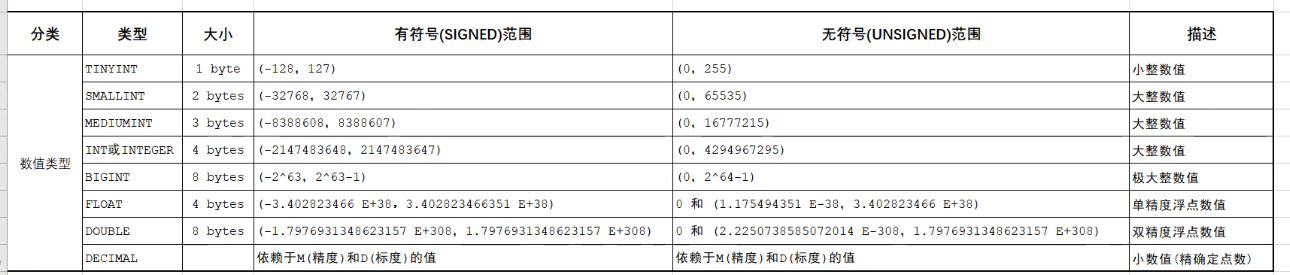 分类 类型 大小 有符号(SIGNED)范围 无符号(UNSIGNED)范围 描述
TINYINT 1 byte (-128, 127) (0, 255) 小整数值
SMALLINT 2 bytes (-32768, 32767) (0, 65535) 大整数值
MEDIUMINT 3 bytes (-8388608, 8388607) (0, 16777215) 大整数值
数值类型 INT或INTEGER 4 bytes (-2147483648, 2147483647) (0, 4294967295) 大整数值
BIGINT 8 bytes (-2^63, 2^63-1) (0, 2^64-1) 极大整数值
FLOAT 4 bytes (-3.402823466 E+38, 3.402823466351 E+38) 0 和 (1.175494351 E-38, 3.402823466 E+38) 单精度浮点数值
DOUBLE 8 bytes (-1.7976931348623157 E+308, 1.7976931348623157 E+308) 0 和 (2.2250738585072014 E-308, 1.7976931348623157 E+308) 双精度浮点数值
DECIMAL 依赖于M(精度)和D(标度)的值 依赖于M(精度)和D(标度)的值 小数值(精确定点数)